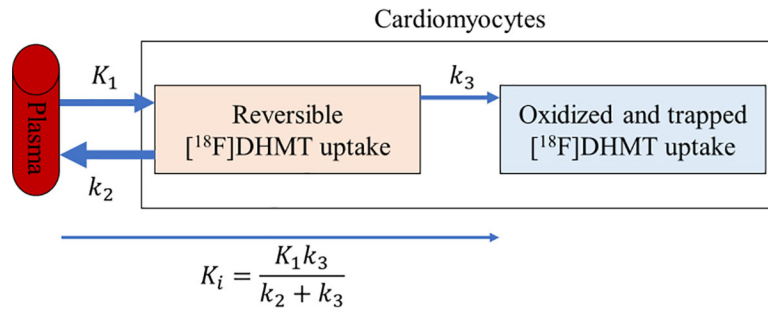 Cardiomyocytes
Plasma
K₁
k₂
Reversible
[¹⁸F]DHMT uptake
k₃
Oxidized and trapped
[¹⁸F]DHMT uptake
Kᵢ = K₁k₃ / k₂ + k₃